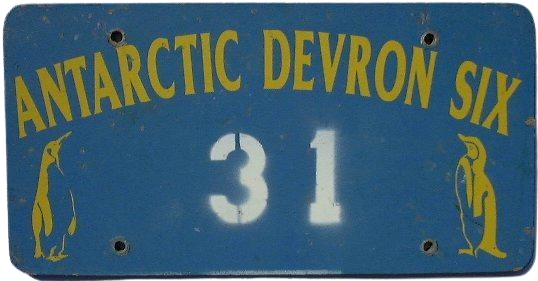 ANTARCTIC DEVRON SIX
31